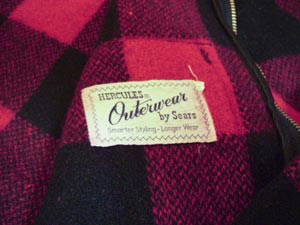 HERCULES®
Outerwear
by Sears
Smarter Styling - Longer Wear